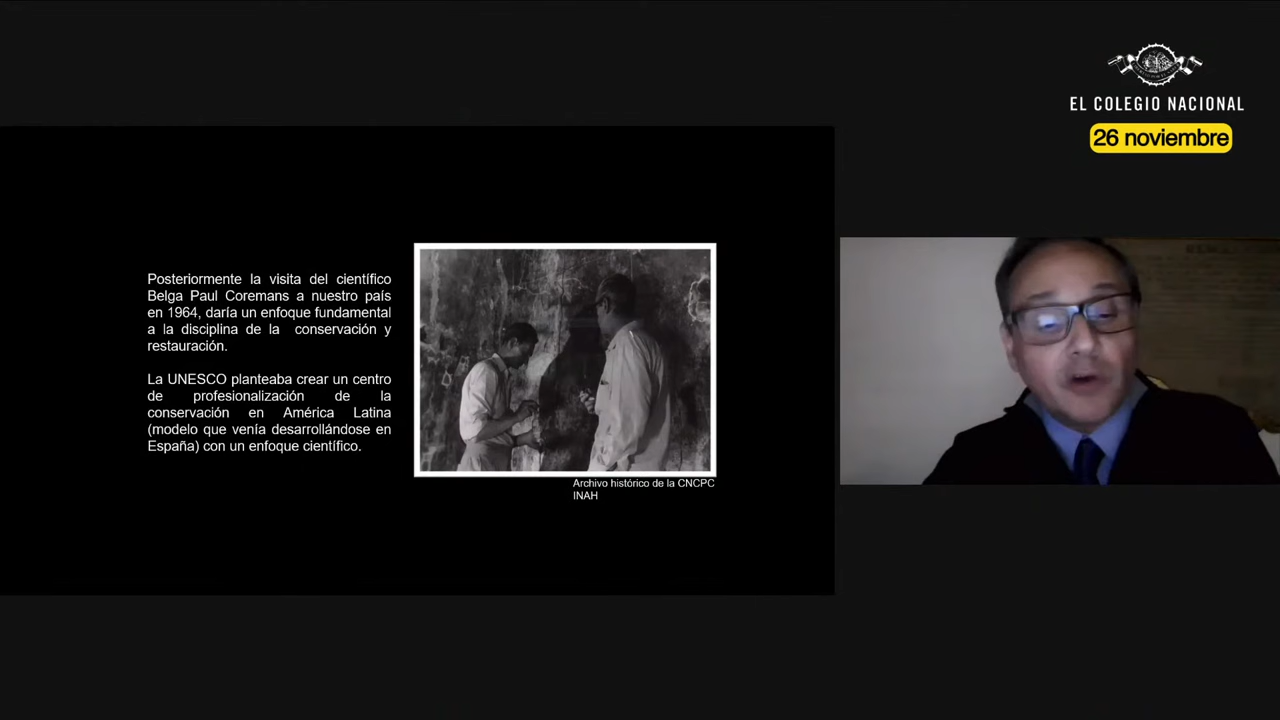 EL COLEGIO NACIONAL
26 noviembre
Posteriormente la visita del científico
Belga Paul Coremans a nuestro país
en 1964, daría un enfoque fundamental
a la disciplina de la conservación y
restauración.
La UNESCO planteaba crear un centro
de profesionalización de la
conservación en América Latina
(modelo que venía desarrollándose en
España) con un enfoque científico.
Archivo histórico de la CNCPC
INAH